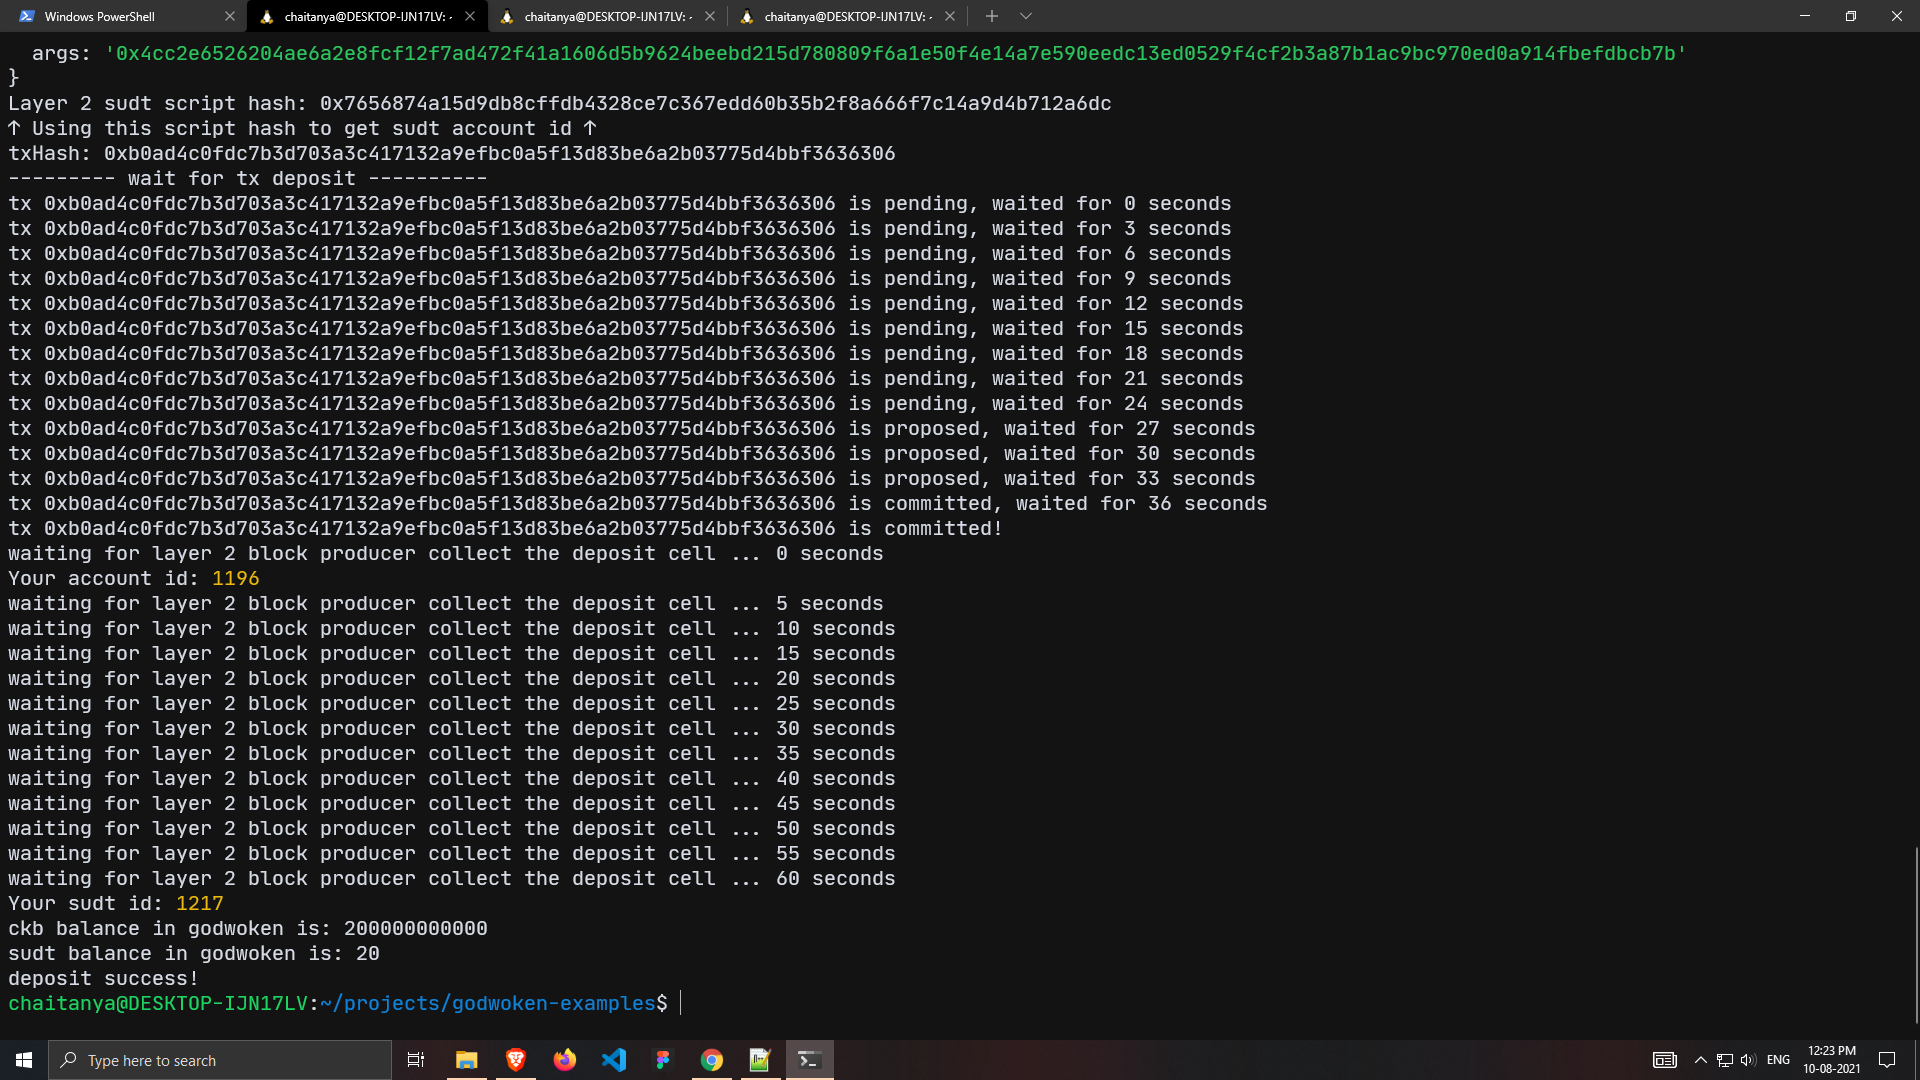 Windows PowerShell
chaitanya@DESKTOP-IJN17LV: ~
chaitanya@DESKTOP-IJN17LV: ~
chaitanya@DESKTOP-IJN17LV: ~
args: '0x4cc2e6526204ae6a2e8fcf12f7ad472f41a1606d5b9624beebd215d780809f6a1e50f4e14a7e590eedc13ed0529f4cf2b3a87b1ac9bc970ed0a914fbefdbcb7b'
}
Layer 2 sudt script hash: 0x7656874a15d9db8cffdb4328ce7c367edd60b35b2f8a666f7c14a9d4b712a6dc
↑ Using this script hash to get sudt account id ↑
txHash: 0xb0ad4c0fdc7b3d703a3c417132a9efbc0a5f13d83be6a2b03775d4bbf3636306
--------- wait for tx deposit ----------
tx 0xb0ad4c0fdc7b3d703a3c417132a9efbc0a5f13d83be6a2b03775d4bbf3636306 is pending, waited for 0 seconds
tx 0xb0ad4c0fdc7b3d703a3c417132a9efbc0a5f13d83be6a2b03775d4bbf3636306 is pending, waited for 3 seconds
tx 0xb0ad4c0fdc7b3d703a3c417132a9efbc0a5f13d83be6a2b03775d4bbf3636306 is pending, waited for 6 seconds
tx 0xb0ad4c0fdc7b3d703a3c417132a9efbc0a5f13d83be6a2b03775d4bbf3636306 is pending, waited for 9 seconds
tx 0xb0ad4c0fdc7b3d703a3c417132a9efbc0a5f13d83be6a2b03775d4bbf3636306 is pending, waited for 12 seconds
tx 0xb0ad4c0fdc7b3d703a3c417132a9efbc0a5f13d83be6a2b03775d4bbf3636306 is pending, waited for 15 seconds
tx 0xb0ad4c0fdc7b3d703a3c417132a9efbc0a5f13d83be6a2b03775d4bbf3636306 is pending, waited for 18 seconds
tx 0xb0ad4c0fdc7b3d703a3c417132a9efbc0a5f13d83be6a2b03775d4bbf3636306 is pending, waited for 21 seconds
tx 0xb0ad4c0fdc7b3d703a3c417132a9efbc0a5f13d83be6a2b03775d4bbf3636306 is pending, waited for 24 seconds
tx 0xb0ad4c0fdc7b3d703a3c417132a9efbc0a5f13d83be6a2b03775d4bbf3636306 is proposed, waited for 27 seconds
tx 0xb0ad4c0fdc7b3d703a3c417132a9efbc0a5f13d83be6a2b03775d4bbf3636306 is proposed, waited for 30 seconds
tx 0xb0ad4c0fdc7b3d703a3c417132a9efbc0a5f13d83be6a2b03775d4bbf3636306 is proposed, waited for 33 seconds
tx 0xb0ad4c0fdc7b3d703a3c417132a9efbc0a5f13d83be6a2b03775d4bbf3636306 is committed, waited for 36 seconds
tx 0xb0ad4c0fdc7b3d703a3c417132a9efbc0a5f13d83be6a2b03775d4bbf3636306 is committed!
waiting for layer 2 block producer collect the deposit cell ... 0 seconds
Your account id: 1196
waiting for layer 2 block producer collect the deposit cell ... 5 seconds
waiting for layer 2 block producer collect the deposit cell ... 10 seconds
waiting for layer 2 block producer collect the deposit cell ... 15 seconds
waiting for layer 2 block producer collect the deposit cell ... 20 seconds
waiting for layer 2 block producer collect the deposit cell ... 25 seconds
waiting for layer 2 block producer collect the deposit cell ... 30 seconds
waiting for layer 2 block producer collect the deposit cell ... 35 seconds
waiting for layer 2 block producer collect the deposit cell ... 40 seconds
waiting for layer 2 block producer collect the deposit cell ... 45 seconds
waiting for layer 2 block producer collect the deposit cell ... 50 seconds
waiting for layer 2 block producer collect the deposit cell ... 55 seconds
waiting for layer 2 block producer collect the deposit cell ... 60 seconds
Your sudt id: 1217
ckb balance in godwoken is: 200000000000
sudt balance in godwoken is: 20
deposit success!
chaitanya@DESKTOP-IJN17LV:~/projects/godwoken-examples$
Type here to search
ENG
12:23 PM
10-08-2021